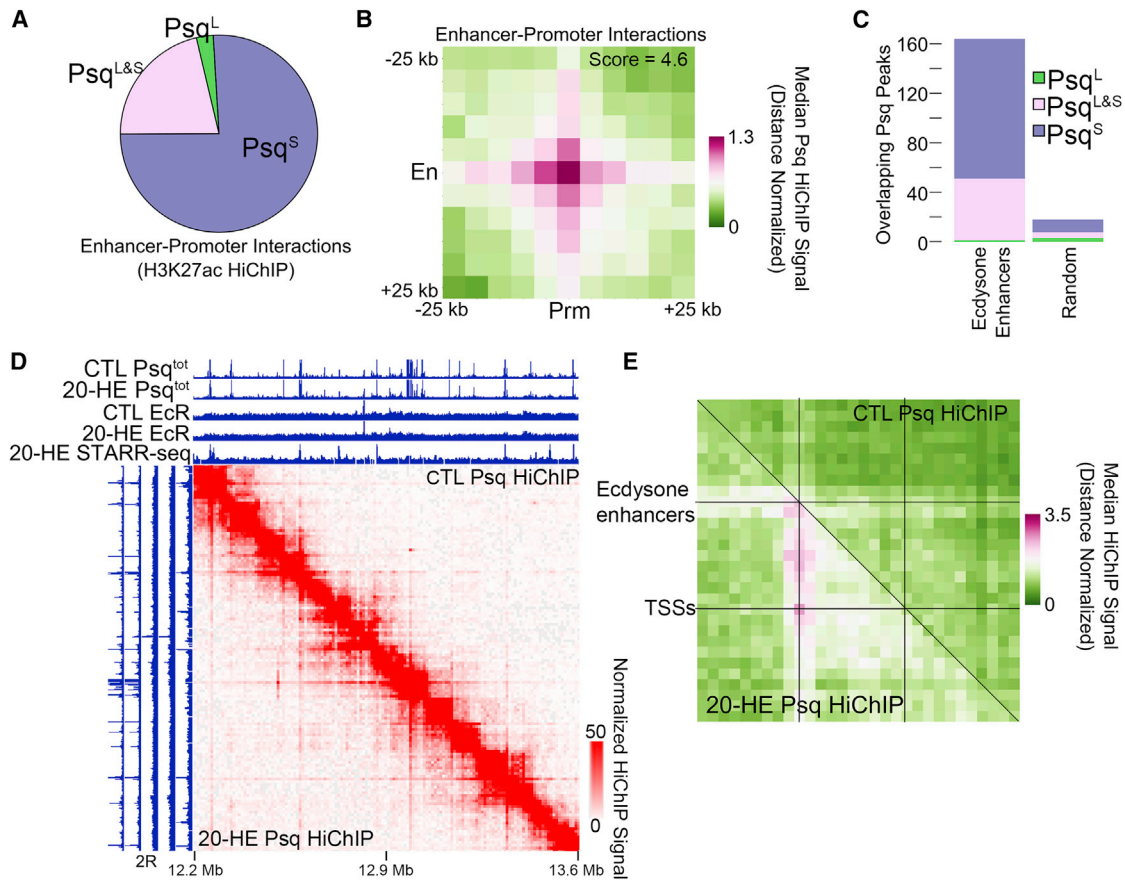 A
Psq^L
Psq^L&S
Psq^S
Enhancer-Promoter Interactions
(H3K27ac HiChIP)
B
Enhancer-Promoter Interactions
Score = 4.6
-25 kb
En
+25 kb
-25 kb
Prm
+25 kb
1.3
0
Median Psq HiChIP Signal
(Distance Normalized)
C
Overlapping Psq Peaks
160
120
80
40
0
Ecdysone
Enhancers
Random
Psq^L
Psq^L&S
Psq^S
D
CTL Psq^tot
20-HE Psq^tot
CTL EcR
20-HE EcR
20-HE STARR-seq
CTL Psq HiChIP
20-HE Psq HiChIP
2R
12.2 Mb
12.9 Mb
13.6 Mb
50
0
Normalized HiChIP Signal
E
CTL Psq HiChIP
Ecdysone
enhancers
TSSs
20-HE Psq HiChIP
3.5
0
Median HiChIP Signal
(Distance Normalized)